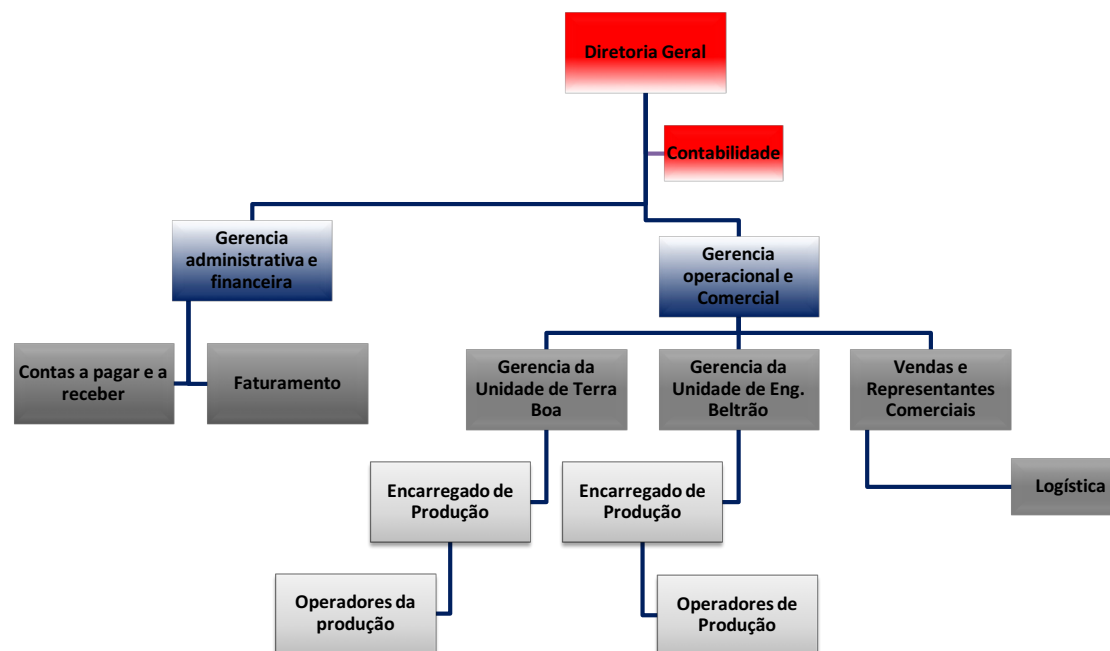 Diretoria Geral
Contabilidade
Gerencia
administrativa e
financeira
Gerencia
operacional e
Comercial
Contas a pagar e a
receber
Faturamento
Gerencia da
Unidade de Terra
Boa
Gerencia da
Unidade de Eng.
Beltrão
Vendas e
Representantes
Comerciais
Encarregado de
Produção
Encarregado de
Produção
Logística
Operadores da
produção
Operadores de
Produção